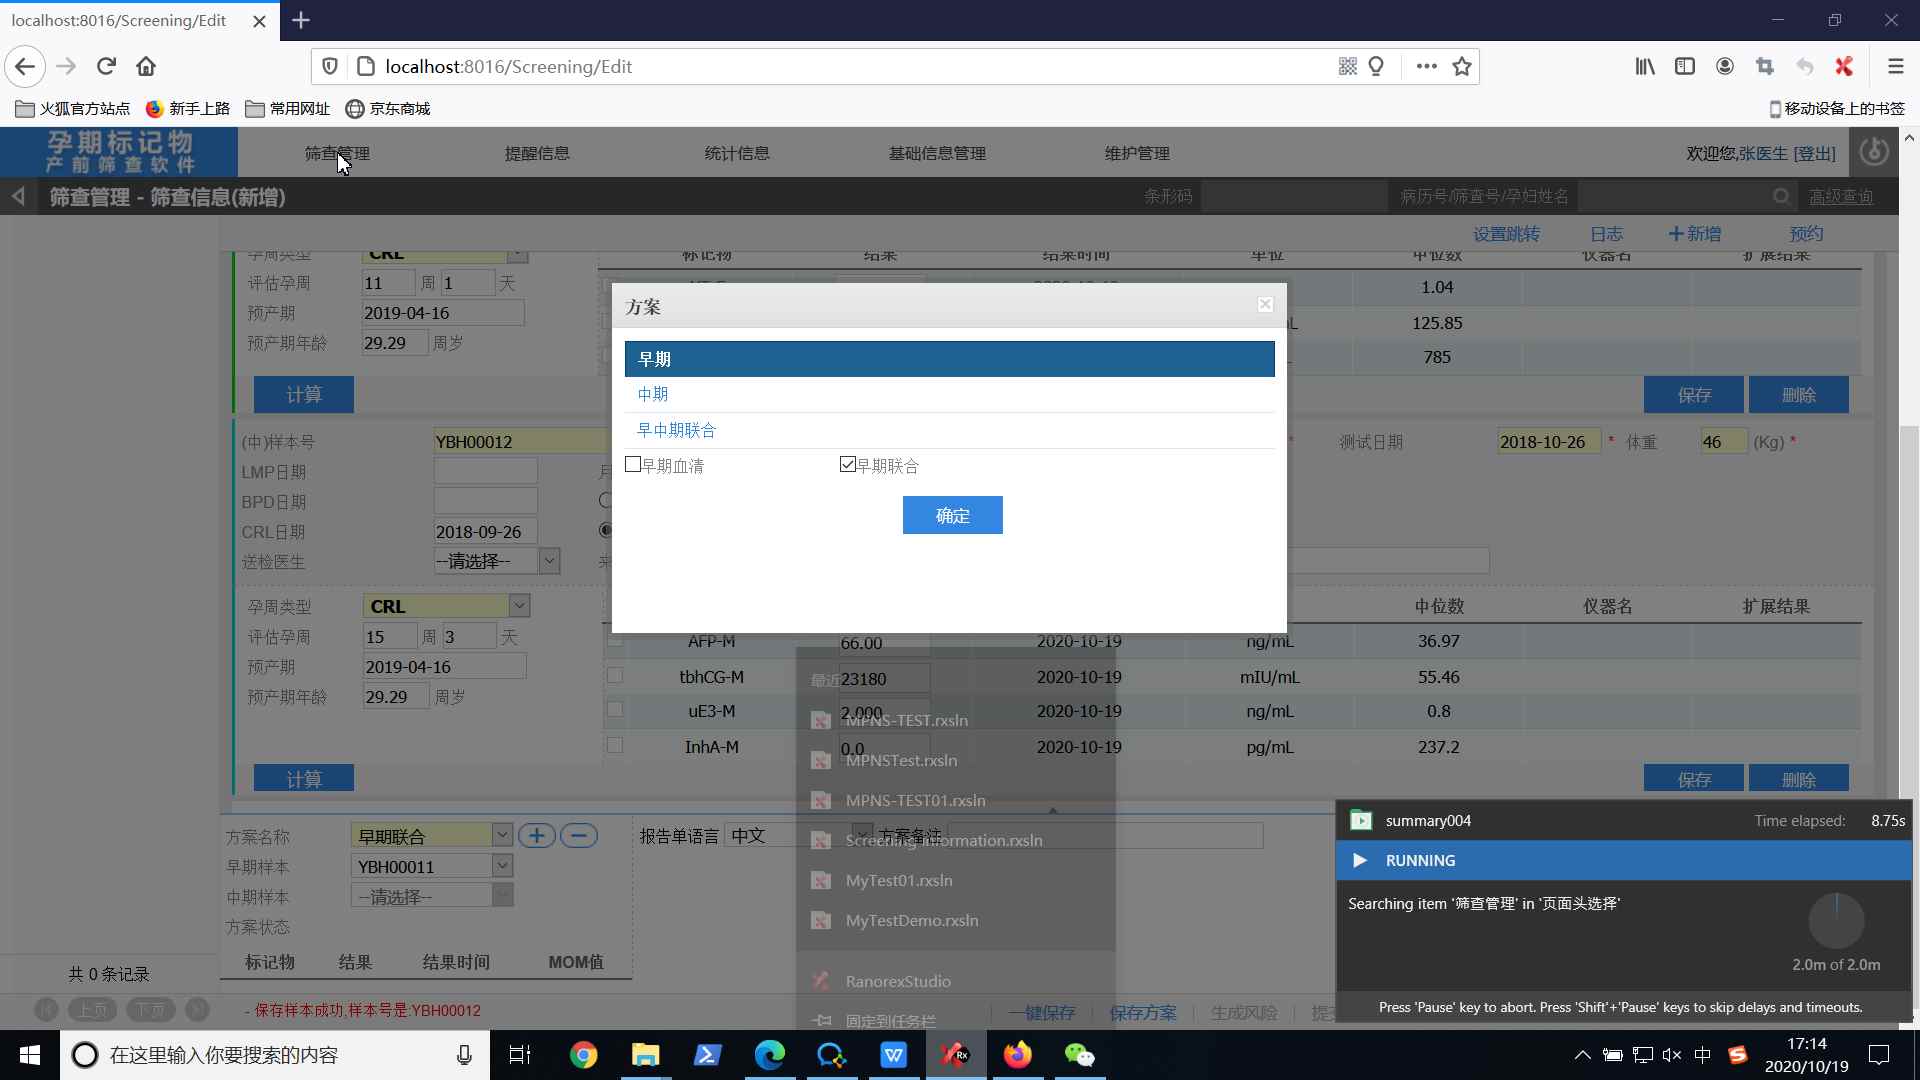 localhost:8016/Screening/Edit
localhost:8016/Screening/Edit
火狐官方站点 新手上路 常用网址 京东商城 移动设备上的书签
孕期标记物
产前筛查软件
筛查管理 提醒信息 统计信息 基础信息管理 维护管理 欢迎您,张医生 [登出]
筛查管理 - 筛查信息(新增) 条形码 病历号/筛查号/孕妇姓名 高级查询
设置跳转 日志 新增 预约
孕周类型 CRL 标记物 结果 结果时间 单位 中位数 仪器名 扩展结果
评估孕周 11 周 1 天 1.04
预产期 2019-04-16 125.85
预产期年龄 29.29 周岁 785
计算 保存 删除
方案
早期
中期
早中期联合
早期血清 早期联合
确定
(中)样本号 YBH00012 * 测试日期 2018-10-26 * 体重 46 (Kg) *
LMP日期
BPD日期
CRL日期 2018-09-26
送检医生 --请选择--
孕周类型 CRL 中位数 仪器名 扩展结果
评估孕周 15 周 3 天 AFP-M 66.00 2020-10-19 ng/mL 36.97
预产期 2019-04-16 tbhCG-M 23180 2020-10-19 mIU/mL 55.46
预产期年龄 29.29 周岁 uE3-M 2.000 2020-10-19 ng/mL 0.8
InhA-M 0.0 2020-10-19 pg/mL 237.2
计算 保存 删除
最近
MPNS-TEST.rxsln
MPNSTest.rxsln
MPNS-TEST01.rxsln
Screening information.rxsln
MyTest01.rxsln
MyTestDemo.rxsln
RanorexStudio
固定到任务栏
方案名称 早期联合 报告单语言 中文 方案备注
早期样本 YBH00011
中期样本 --请选择--
方案状态
标记物 结果 结果时间 MOM值
共 0 条记录
上页 下页 - 保存样本成功,样本号是:YBH00012 一键保存 保存方案 生成风险
summary004 Time elapsed: 8.75s
RUNNING
Searching item '筛查管理' in '页面头选择'
2.0m of 2.0m
Press 'Pause' key to abort. Press 'Shift'+'Pause' keys to skip delays and timeouts.
在这里输入你要搜索的内容 中 17:14
2020/10/19